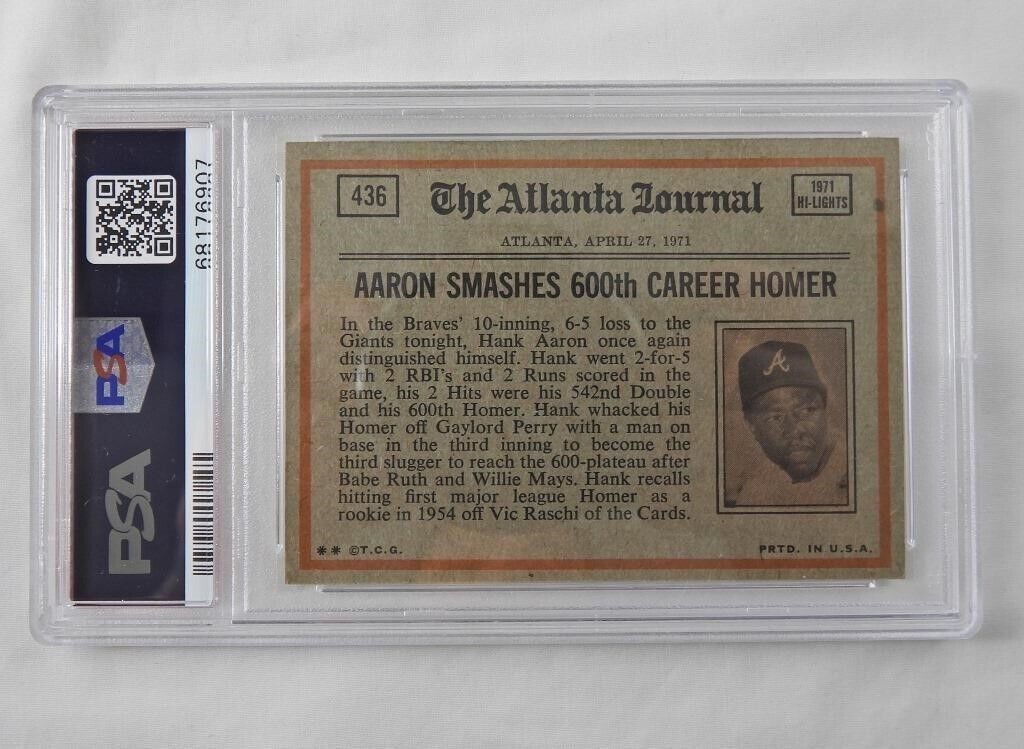 68176907
PSA
PSA
436
The Atlanta Journal
1971
HI-LIGHTS
ATLANTA, APRIL 27, 1971
AARON SMASHES 600th CAREER HOMER
In the Braves' 10-inning, 6-5 loss to the
Giants tonight, Hank Aaron once again
distinguished himself. Hank went 2-for-5
with 2 RBI's and 2 Runs scored in the
game, his 2 Hits were his 542nd Double
and his 600th Homer. Hank whacked his
Homer off Gaylord Perry with a man on
base in the third inning to become the
third slugger to reach the 600-plateau after
Babe Ruth and Willie Mays. Hank recalls
hitting first major league Homer as a
rookie in 1954 off Vic Raschi of the Cards.
A
** ©T.C.G.
PRTD. IN U.S.A.